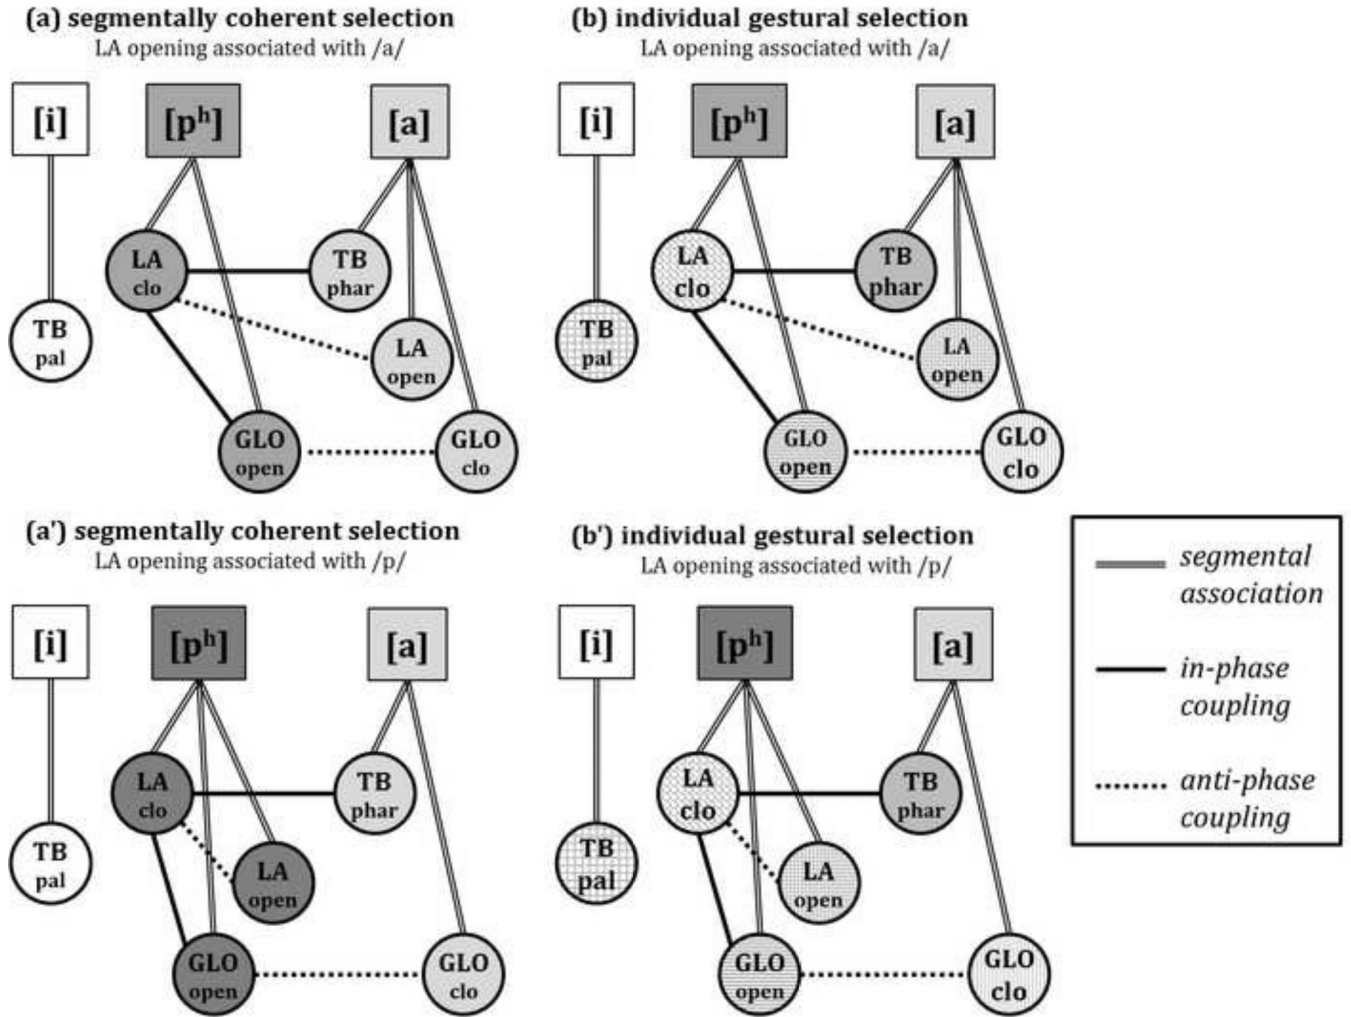 (a) segmentally coherent selection
LA opening associated with /a/
[i]
[pʰ]
[a]
LA
clo
TB
phar
TB
pal
LA
open
GLO
open
GLO
clo
(b) individual gestural selection
LA opening associated with /a/
[i]
[pʰ]
[a]
LA
clo
TB
phar
TB
pal
LA
open
GLO
open
GLO
clo
(a') segmentally coherent selection
LA opening associated with /p/
[i]
[pʰ]
[a]
LA
clo
TB
phar
TB
pal
LA
open
GLO
open
GLO
clo
(b') individual gestural selection
LA opening associated with /p/
[i]
[pʰ]
[a]
LA
clo
TB
phar
TB
pal
LA
open
GLO
open
GLO
clo
segmental
association
in-phase
coupling
anti-phase
coupling